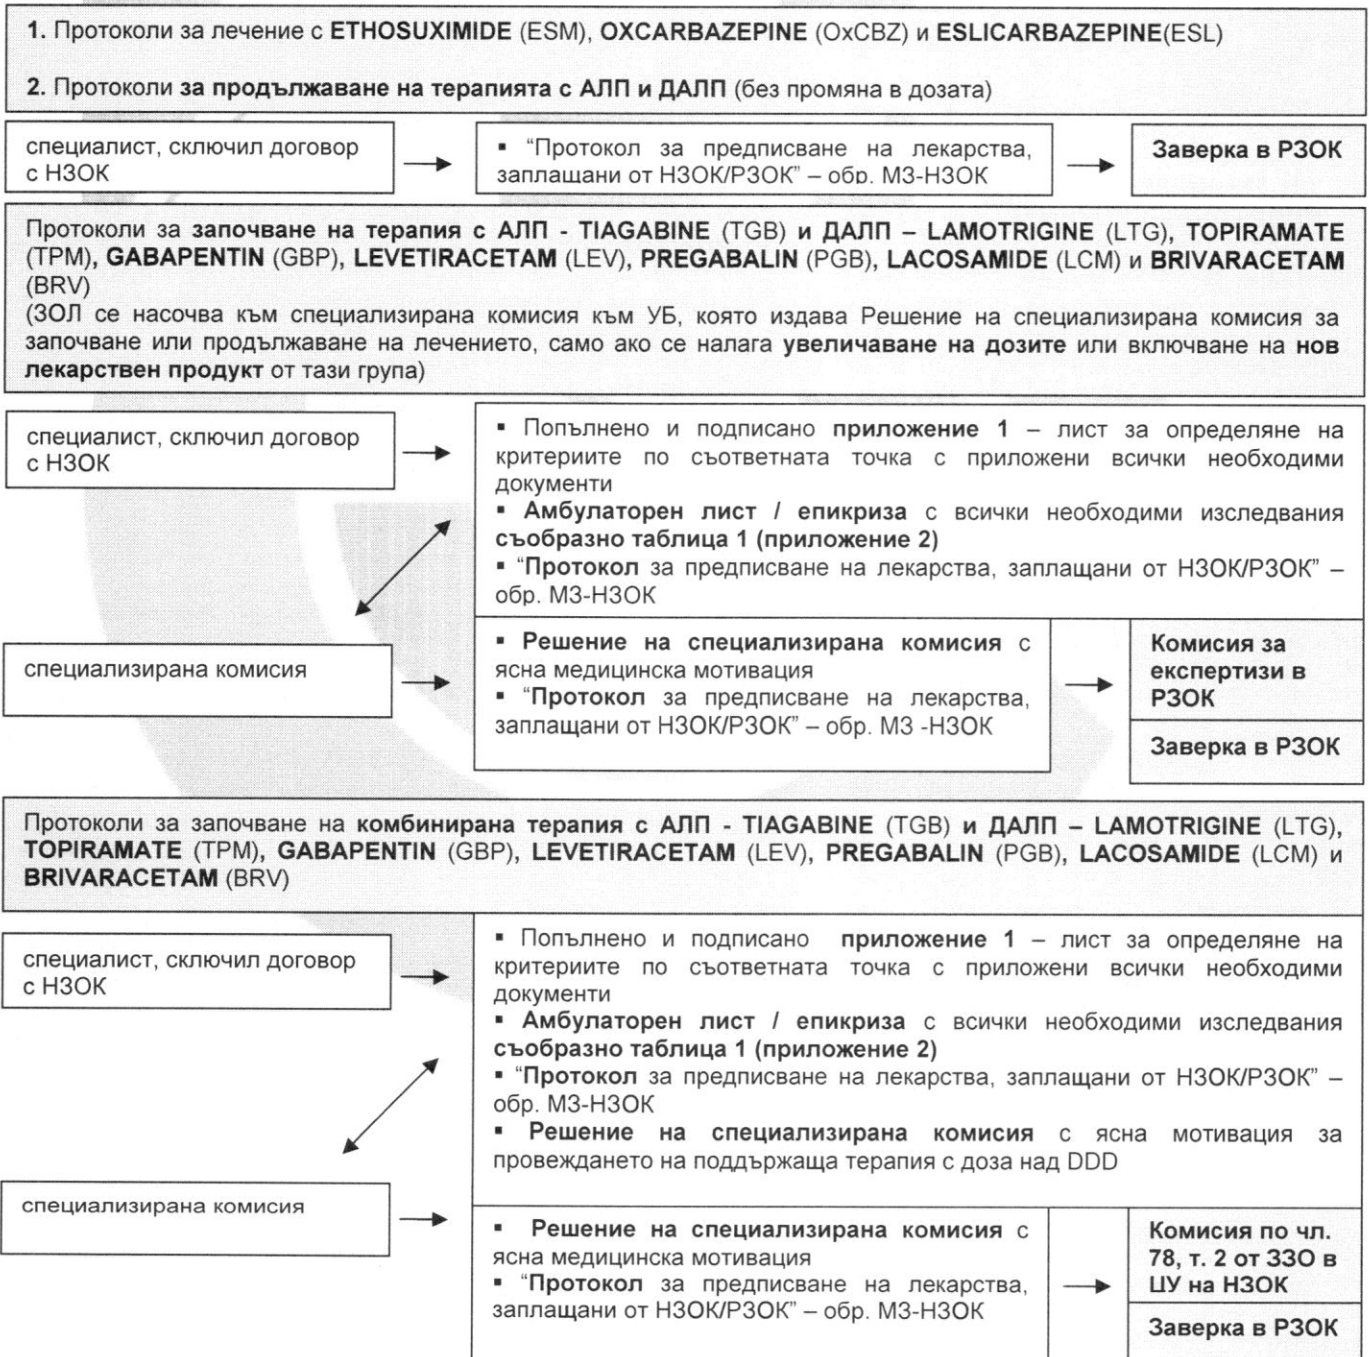 1. Протоколи за лечение с ETHOSUXIMIDE (ESM), OXCARBAZEPINE (OxCBZ) и ESLICARBAZEPINE(ESL)
2. Протоколи за продължаване на терапията с АЛП и ДАЛП (без промяна в дозата)
специалист, сключил договор
с НЗОК
▪ “Протокол за предписване на лекарства,
заплащани от НЗОК/РЗОК” – обр. МЗ-НЗОК
Заверка в РЗОК
Протоколи за започване на терапия с АЛП - TIAGABINE (TGB) и ДАЛП – LAMOTRIGINE (LTG), TOPIRAMATE
(TPM), GABAPENTIN (GBP), LEVETIRACETAM (LEV), PREGABALIN (PGB), LACOSAMIDE (LCM) и BRIVARACETAM
(BRV)
(ЗОЛ се насочва към специализирана комисия към УБ, която издава Решение на специализирана комисия за
започване или продължаване на лечението, само ако се налага увеличаване на дозите или включване на нов
лекарствен продукт от тази група)
специалист, сключил договор
с НЗОК
▪ Попълнено и подписано приложение 1 – лист за определяне на
критериите по съответната точка с приложени всички необходими
документи
▪ Амбулаторен лист / епикриза с всички необходими изследвания
съобразно таблица 1 (приложение 2)
▪ “Протокол за предписване на лекарства, заплащани от НЗОК/РЗОК” –
обр. МЗ-НЗОК
специализирана комисия
▪ Решение на специализирана комисия с
ясна медицинска мотивация
▪ “Протокол за предписване на лекарства,
заплащани от НЗОК/РЗОК” – обр. МЗ -НЗОК
Комисия за
експертизи в
РЗОК
Заверка в РЗОК
Протоколи за започване на комбинирана терапия с АЛП - TIAGABINE (TGB) и ДАЛП – LAMOTRIGINE (LTG),
TOPIRAMATE (TPM), GABAPENTIN (GBP), LEVETIRACETAM (LEV), PREGABALIN (PGB), LACOSAMIDE (LCM) и
BRIVARACETAM (BRV)
специалист, сключил договор
с НЗОК
▪ Попълнено и подписано приложение 1 – лист за определяне на
критериите по съответната точка с приложени всички необходими
документи
▪ Амбулаторен лист / епикриза с всички необходими изследвания
съобразно таблица 1 (приложение 2)
▪ “Протокол за предписване на лекарства, заплащани от НЗОК/РЗОК” –
обр. МЗ-НЗОК
▪ Решение на специализирана комисия с ясна мотивация за
провеждането на поддържаща терапия с доза над DDD
специализирана комисия
▪ Решение на специализирана комисия с
ясна медицинска мотивация
▪ “Протокол за предписване на лекарства,
заплащани от НЗОК/РЗОК” – обр. МЗ-НЗОК
Комисия по чл.
78, т. 2 от ЗЗО в
ЦУ на НЗОК
Заверка в РЗОК